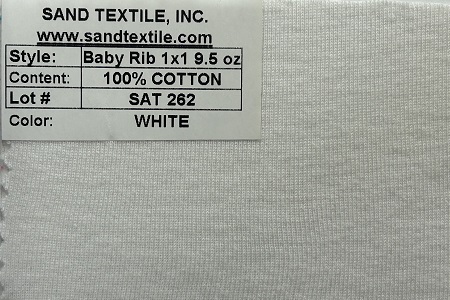 SAND TEXTILE, INC.
www.sandtextile.com
Style: Baby Rib 1x1 9.5 oz
Content: 100% COTTON
Lot # SAT 262
Color: WHITE